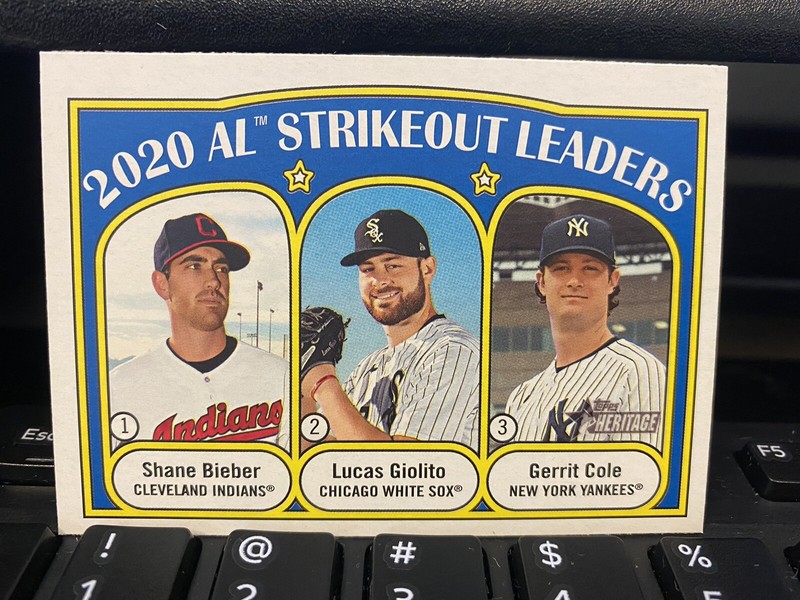 2020 AL™ STRIKEOUT LEADERS
C
Sox
NY
Indians
NY
Topps
HERITAGE
1
2
3
Shane Bieber
CLEVELAND INDIANS®
Lucas Giolito
CHICAGO WHITE SOX®
Gerrit Cole
NEW YORK YANKEES®
Esc
F5
! @ # $ %
1 2 3 4 5